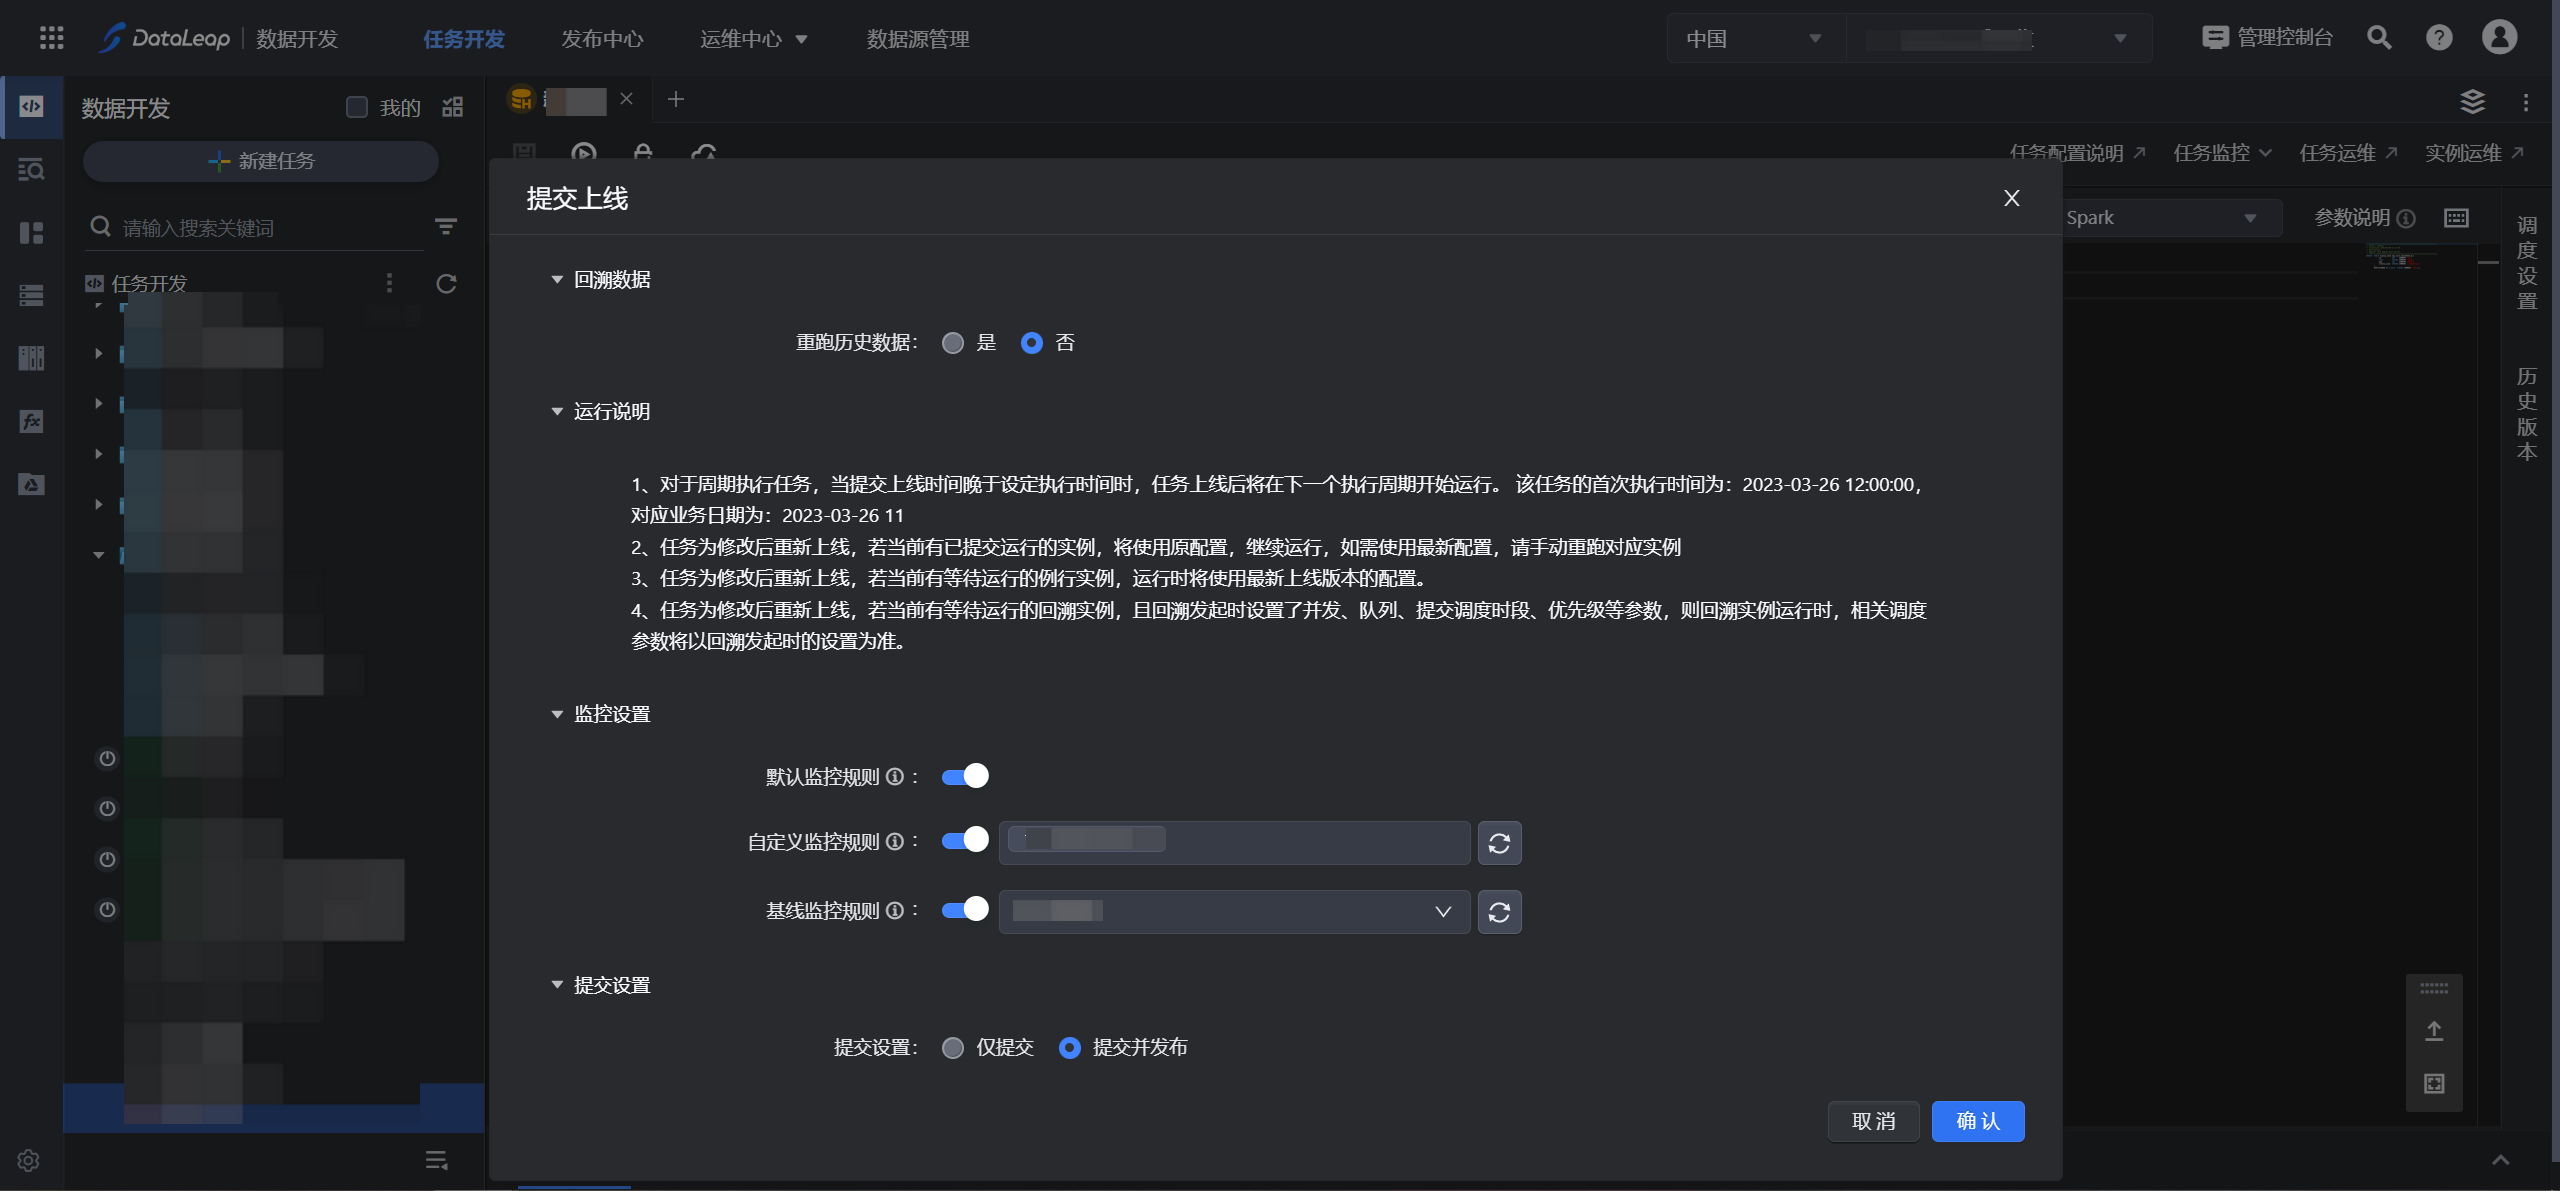 DataLeap 数据开发 任务开发 发布中心 运维中心 数据源管理 中国 管理控制台
数据开发 我的
新建任务
请输入搜索关键词
任务开发
任务配置说明 任务监控 任务运维 实例运维
Spark 参数说明
调度设置
历史版本
提交上线
回溯数据
重跑历史数据： 是 否
运行说明
1、对于周期执行任务，当提交上线时间晚于设定执行时间时，任务上线后将在下一个执行周期开始运行。 该任务的首次执行时间为：2023-03-26 12:00:00，
对应业务日期为：2023-03-26 11
2、任务为修改后重新上线，若当前有已提交运行的实例，将使用原配置，继续运行，如需使用最新配置，请手动重跑对应实例
3、任务为修改后重新上线，若当前有等待运行的例行实例，运行时将使用最新上线版本的配置。
4、任务为修改后重新上线，若当前有等待运行的回溯实例，且回溯发起时设置了并发、队列、提交调度时段、优先级等参数，则回溯实例运行时，相关调度
参数将以回溯发起时的设置为准。
监控设置
默认监控规则：
自定义监控规则：
基线监控规则：
提交设置
提交设置： 仅提交 提交并发布
取消 确认